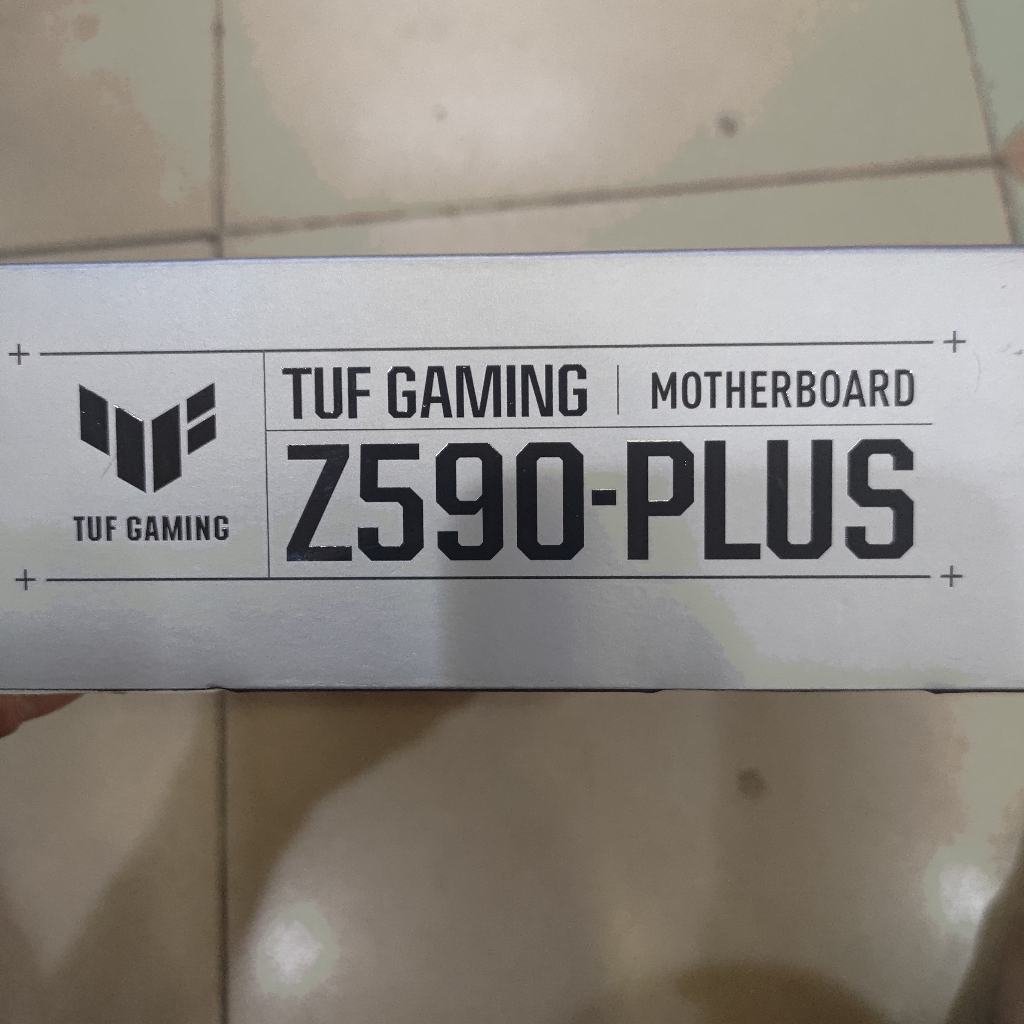 TUF GAMING
TUF GAMING | MOTHERBOARD
Z590-PLUS